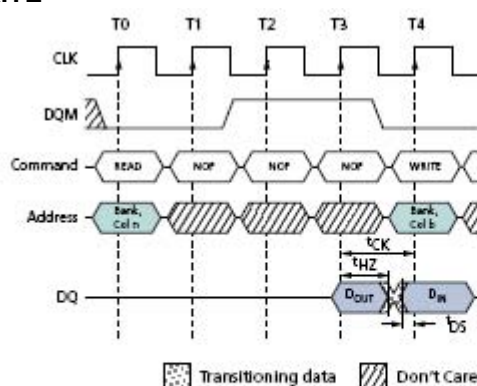 T0 T1 T2 T3 T4
CLK
DQM
Command READ NOP NOP NOP WRITE
Address Bank, Col n Bank, Col b
tCK
tHZ
DQ DOUT DIN
tDS
Transitioning data Don't Care